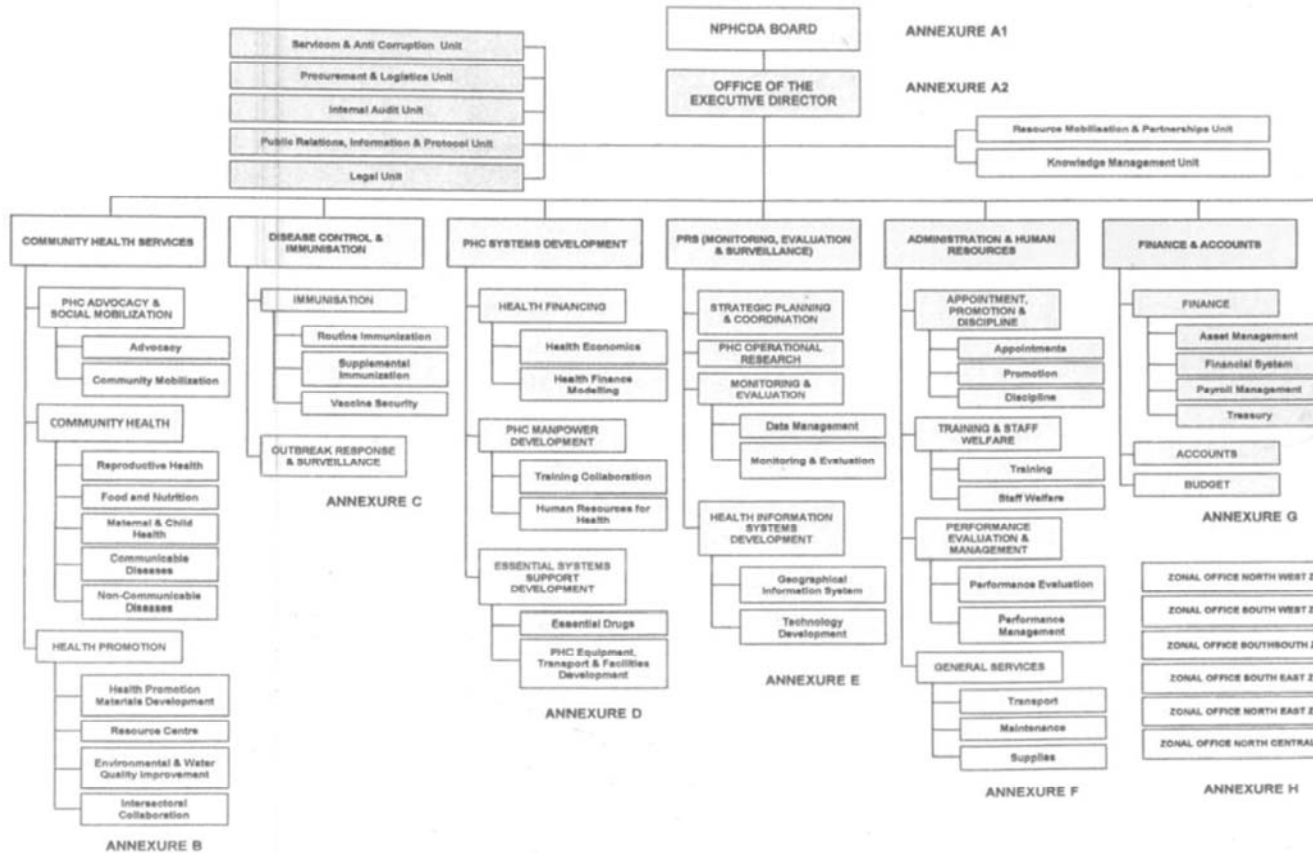 NPHCDA BOARD
ANNEXURE A1
OFFICE OF THE
EXECUTIVE DIRECTOR
ANNEXURE A2
Servicom & Anti Corruption Unit
Procurement & Logistics Unit
Internal Audit Unit
Public Relations, Information & Protocol Unit
Legal Unit
Resource Mobilisation & Partnerships Unit
Knowledge Management Unit
COMMUNITY HEALTH SERVICES
PHC ADVOCACY &
SOCIAL MOBILIZATION
Advocacy
Community Mobilization
COMMUNITY HEALTH
Reproductive Health
Food and Nutrition
Maternal & Child
Health
Communicable
Diseases
Non-Communicable
Diseases
HEALTH PROMOTION
Health Promotion
Materials Development
Resource Centre
Environmental & Water
Quality Improvement
Intersectoral
Collaboration
ANNEXURE B
DISEASE CONTROL &
IMMUNISATION
IMMUNISATION
Routine Immunization
Supplemental
Immunization
Vaccine Security
OUTBREAK RESPONSE
& SURVEILLANCE
ANNEXURE C
PHC SYSTEMS DEVELOPMENT
HEALTH FINANCING
Health Economics
Health Finance
Modelling
PHC MANPOWER
DEVELOPMENT
Training Collaboration
Human Resources for
Health
ESSENTIAL SYSTEMS
SUPPORT
DEVELOPMENT
Essential Drugs
PHC Equipment,
Transport & Facilities
Development
ANNEXURE D
PRS (MONITORING, EVALUATION
& SURVEILLANCE)
STRATEGIC PLANNING
& COORDINATION
PHC OPERATIONAL
RESEARCH
MONITORING &
EVALUATION
Data Management
Monitoring & Evaluation
HEALTH INFORMATION
SYSTEMS
DEVELOPMENT
Geographical
Information System
Technology
Development
ANNEXURE E
ADMINISTRATION & HUMAN
RESOURCES
APPOINTMENT,
PROMOTION &
DISCIPLINE
Appointments
Promotion
Discipline
TRAINING & STAFF
WELFARE
Training
Staff Welfare
PERFORMANCE
EVALUATION &
MANAGEMENT
Performance Evaluation
Performance
Management
GENERAL SERVICES
Transport
Maintenance
Supplies
ANNEXURE F
FINANCE & ACCOUNTS
FINANCE
Asset Management
Financial System
Payroll Management
Treasury
ACCOUNTS
BUDGET
ANNEXURE G
ZONAL OFFICE NORTH WEST
ZONAL OFFICE SOUTH WEST
ZONAL OFFICE SOUTHSOUTH
ZONAL OFFICE SOUTH EAST
ZONAL OFFICE NORTH EAST
ZONAL OFFICE NORTH CENTRAL
ANNEXURE H